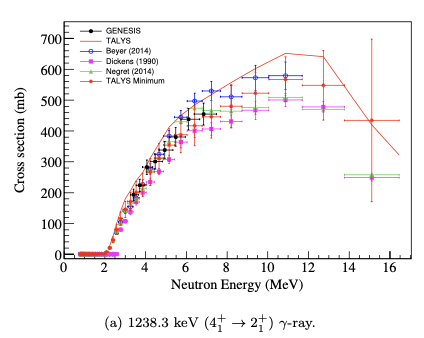 Cross section (mb)
700
600
500
400
300
200
100
0
GENESIS
TALYS
Beyer (2014)
Dickens (1990)
Negret (2014)
TALYS Minimum
0 2 4 6 8 10 12 14 16
Neutron Energy (MeV)
(a) 1238.3 keV (4₁⁺ → 2₁⁺) γ-ray.